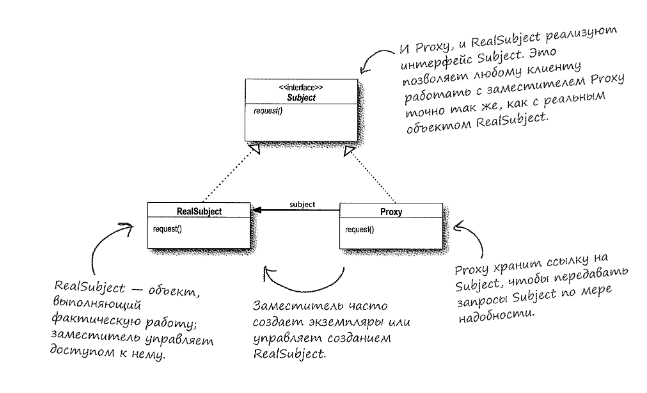 И Proxy, и RealSubject реализуют
интерфейс Subject. Это
позволяет любому клиенту
работать с заместителем Proxy
точно так же, как с реальным
объектом RealSubject.
<<interface>>
Subject
request()
RealSubject
request()
subject
Proxy
request()
RealSubject — объект,
выполняющий
фактическую работу;
заместитель управляет
доступом к нему.
Заместитель часто
создает экземпляры или
управляет созданием
RealSubject.
Proxy хранит ссылку на
Subject, чтобы передавать
запросы Subject по мере
надобности.